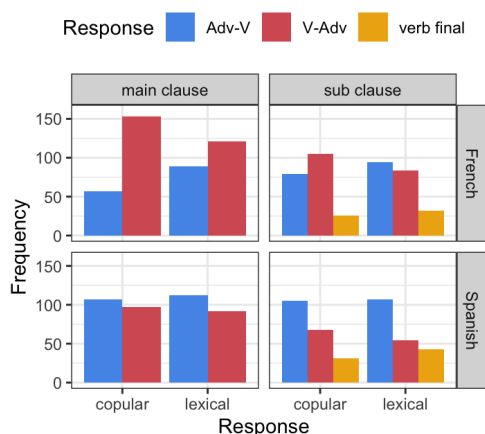 Response Adv-V V-Adv verb final
main clause sub clause
150
100
50
0
French
150
100
50
0
Spanish
Frequency
copular lexical copular lexical
Response